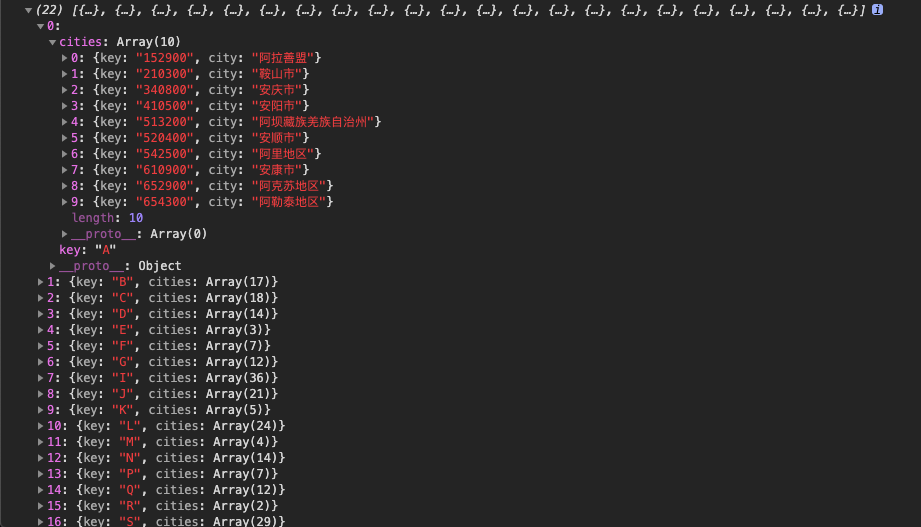 (22) [{…}, {…}, {…}, {…}, {…}, {…}, {…}, {…}, {…}, {…}, {…}, {…}, {…}, {…}, {…}, {…}, {…}, {…}, {…}, {…}, {…}, {…}] i
0:
cities: Array(10)
0: {key: "152900", city: "阿拉善盟"}
1: {key: "210300", city: "鞍山市"}
2: {key: "340800", city: "安庆市"}
3: {key: "410500", city: "安阳市"}
4: {key: "513200", city: "阿坝藏族羌族自治州"}
5: {key: "520400", city: "安顺市"}
6: {key: "542500", city: "阿里地区"}
7: {key: "610900", city: "安康市"}
8: {key: "652900", city: "阿克苏地区"}
9: {key: "654300", city: "阿勒泰地区"}
length: 10
__proto__: Array(0)
key: "A"
__proto__: Object
1: {key: "B", cities: Array(17)}
2: {key: "C", cities: Array(18)}
3: {key: "D", cities: Array(14)}
4: {key: "E", cities: Array(3)}
5: {key: "F", cities: Array(7)}
6: {key: "G", cities: Array(12)}
7: {key: "I", cities: Array(36)}
8: {key: "J", cities: Array(21)}
9: {key: "K", cities: Array(5)}
10: {key: "L", cities: Array(24)}
11: {key: "M", cities: Array(4)}
12: {key: "N", cities: Array(14)}
13: {key: "P", cities: Array(7)}
14: {key: "Q", cities: Array(12)}
15: {key: "R", cities: Array(2)}
16: {key: "S", cities: Array(29)}